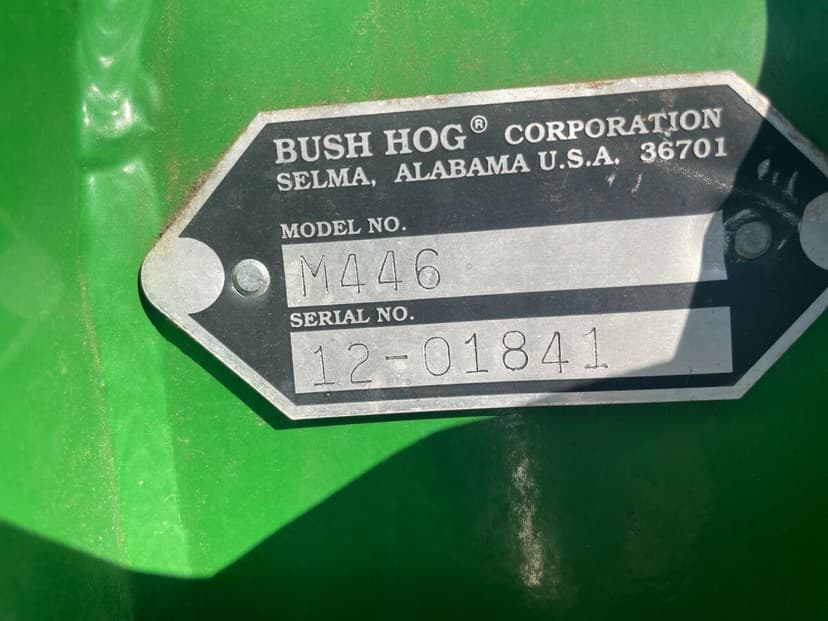 BUSH HOG® CORPORATION
SELMA, ALABAMA U.S.A. 36701
MODEL NO.
M446
SERIAL NO.
12-01841